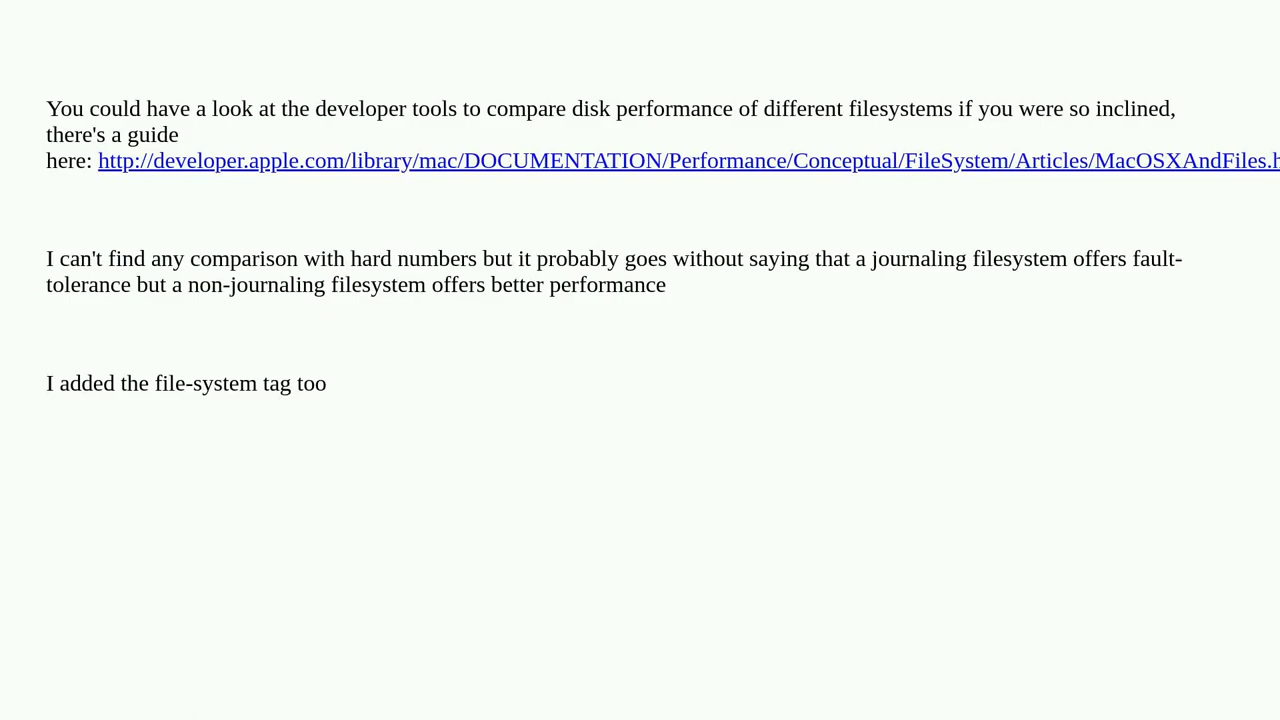 You could have a look at the developer tools to compare disk performance of different filesystems if you were so inclined,
there's a guide
here: http://developer.apple.com/library/mac/DOCUMENTATION/Performance/Conceptual/FileSystem/Articles/MacOSXAndFiles.h
I can't find any comparison with hard numbers but it probably goes without saying that a journaling filesystem offers fault-
tolerance but a non-journaling filesystem offers better performance
I added the file-system tag too